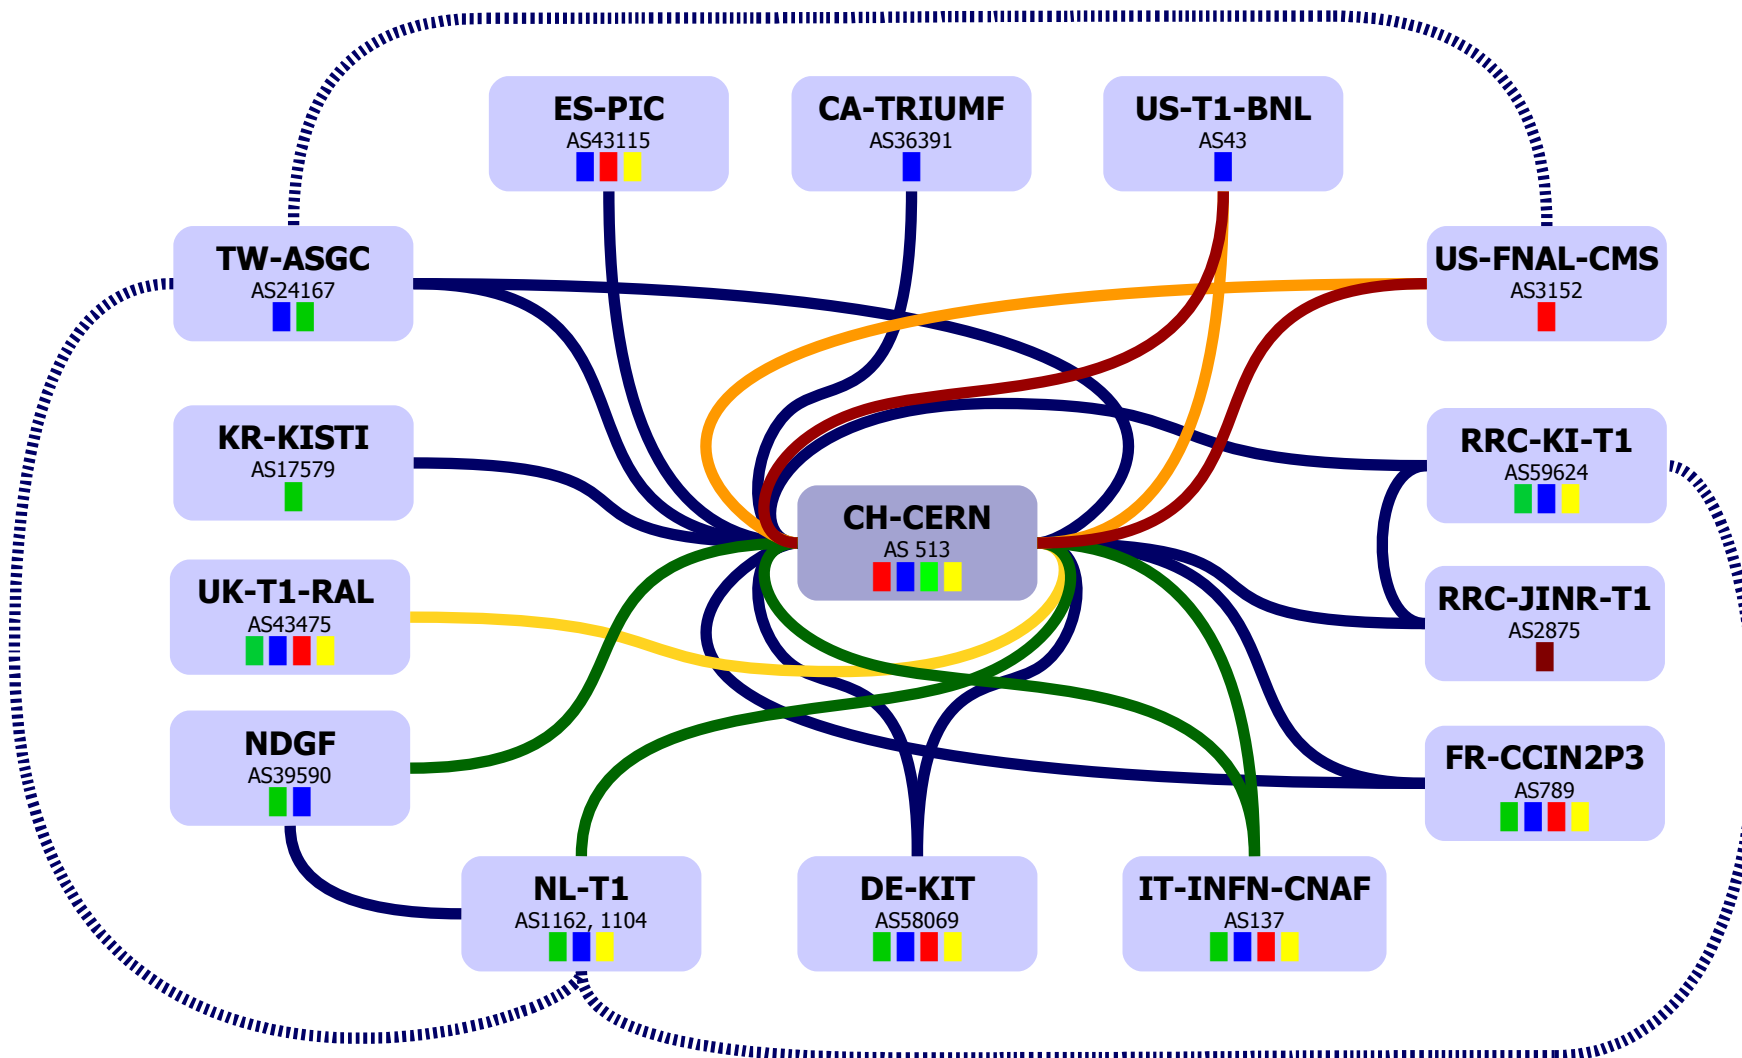 ES-PIC
AS43115
CA-TRIUMF
AS36391
US-T1-BNL
AS43
TW-ASGC
AS24167
US-FNAL-CMS
AS3152
KR-KISTI
AS17579
RRC-KI-T1
AS59624
CH-CERN
AS 513
UK-T1-RAL
AS43475
RRC-JINR-T1
AS2875
NDGF
AS39590
FR-CCIN2P3
AS789
NL-T1
AS1162, 1104
DE-KIT
AS58069
IT-INFN-CNAF
AS137